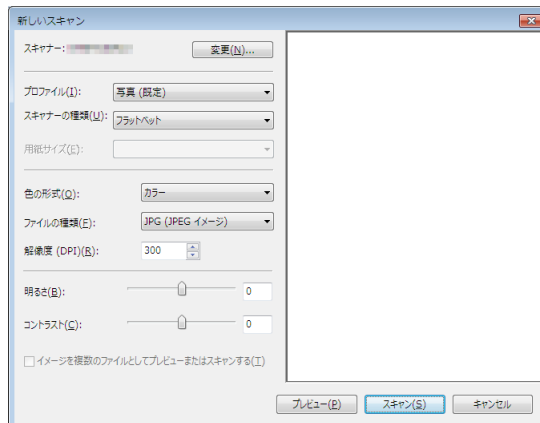 新しいスキャン
スキャナー:
変更(N)...
プロファイル(I):
写真 (既定)
スキャナーの種類(U):
フラットベット
用紙サイズ(E):
色の形式(O):
カラー
ファイルの種類(F):
JPG (JPEG イメージ)
解像度 (DPI)(R):
300
明るさ(B):
0
コントラスト(C):
0
イメージを複数のファイルとしてプレビューまたはスキャンする(T)
プレビュー(P)
スキャン(S)
キャンセル